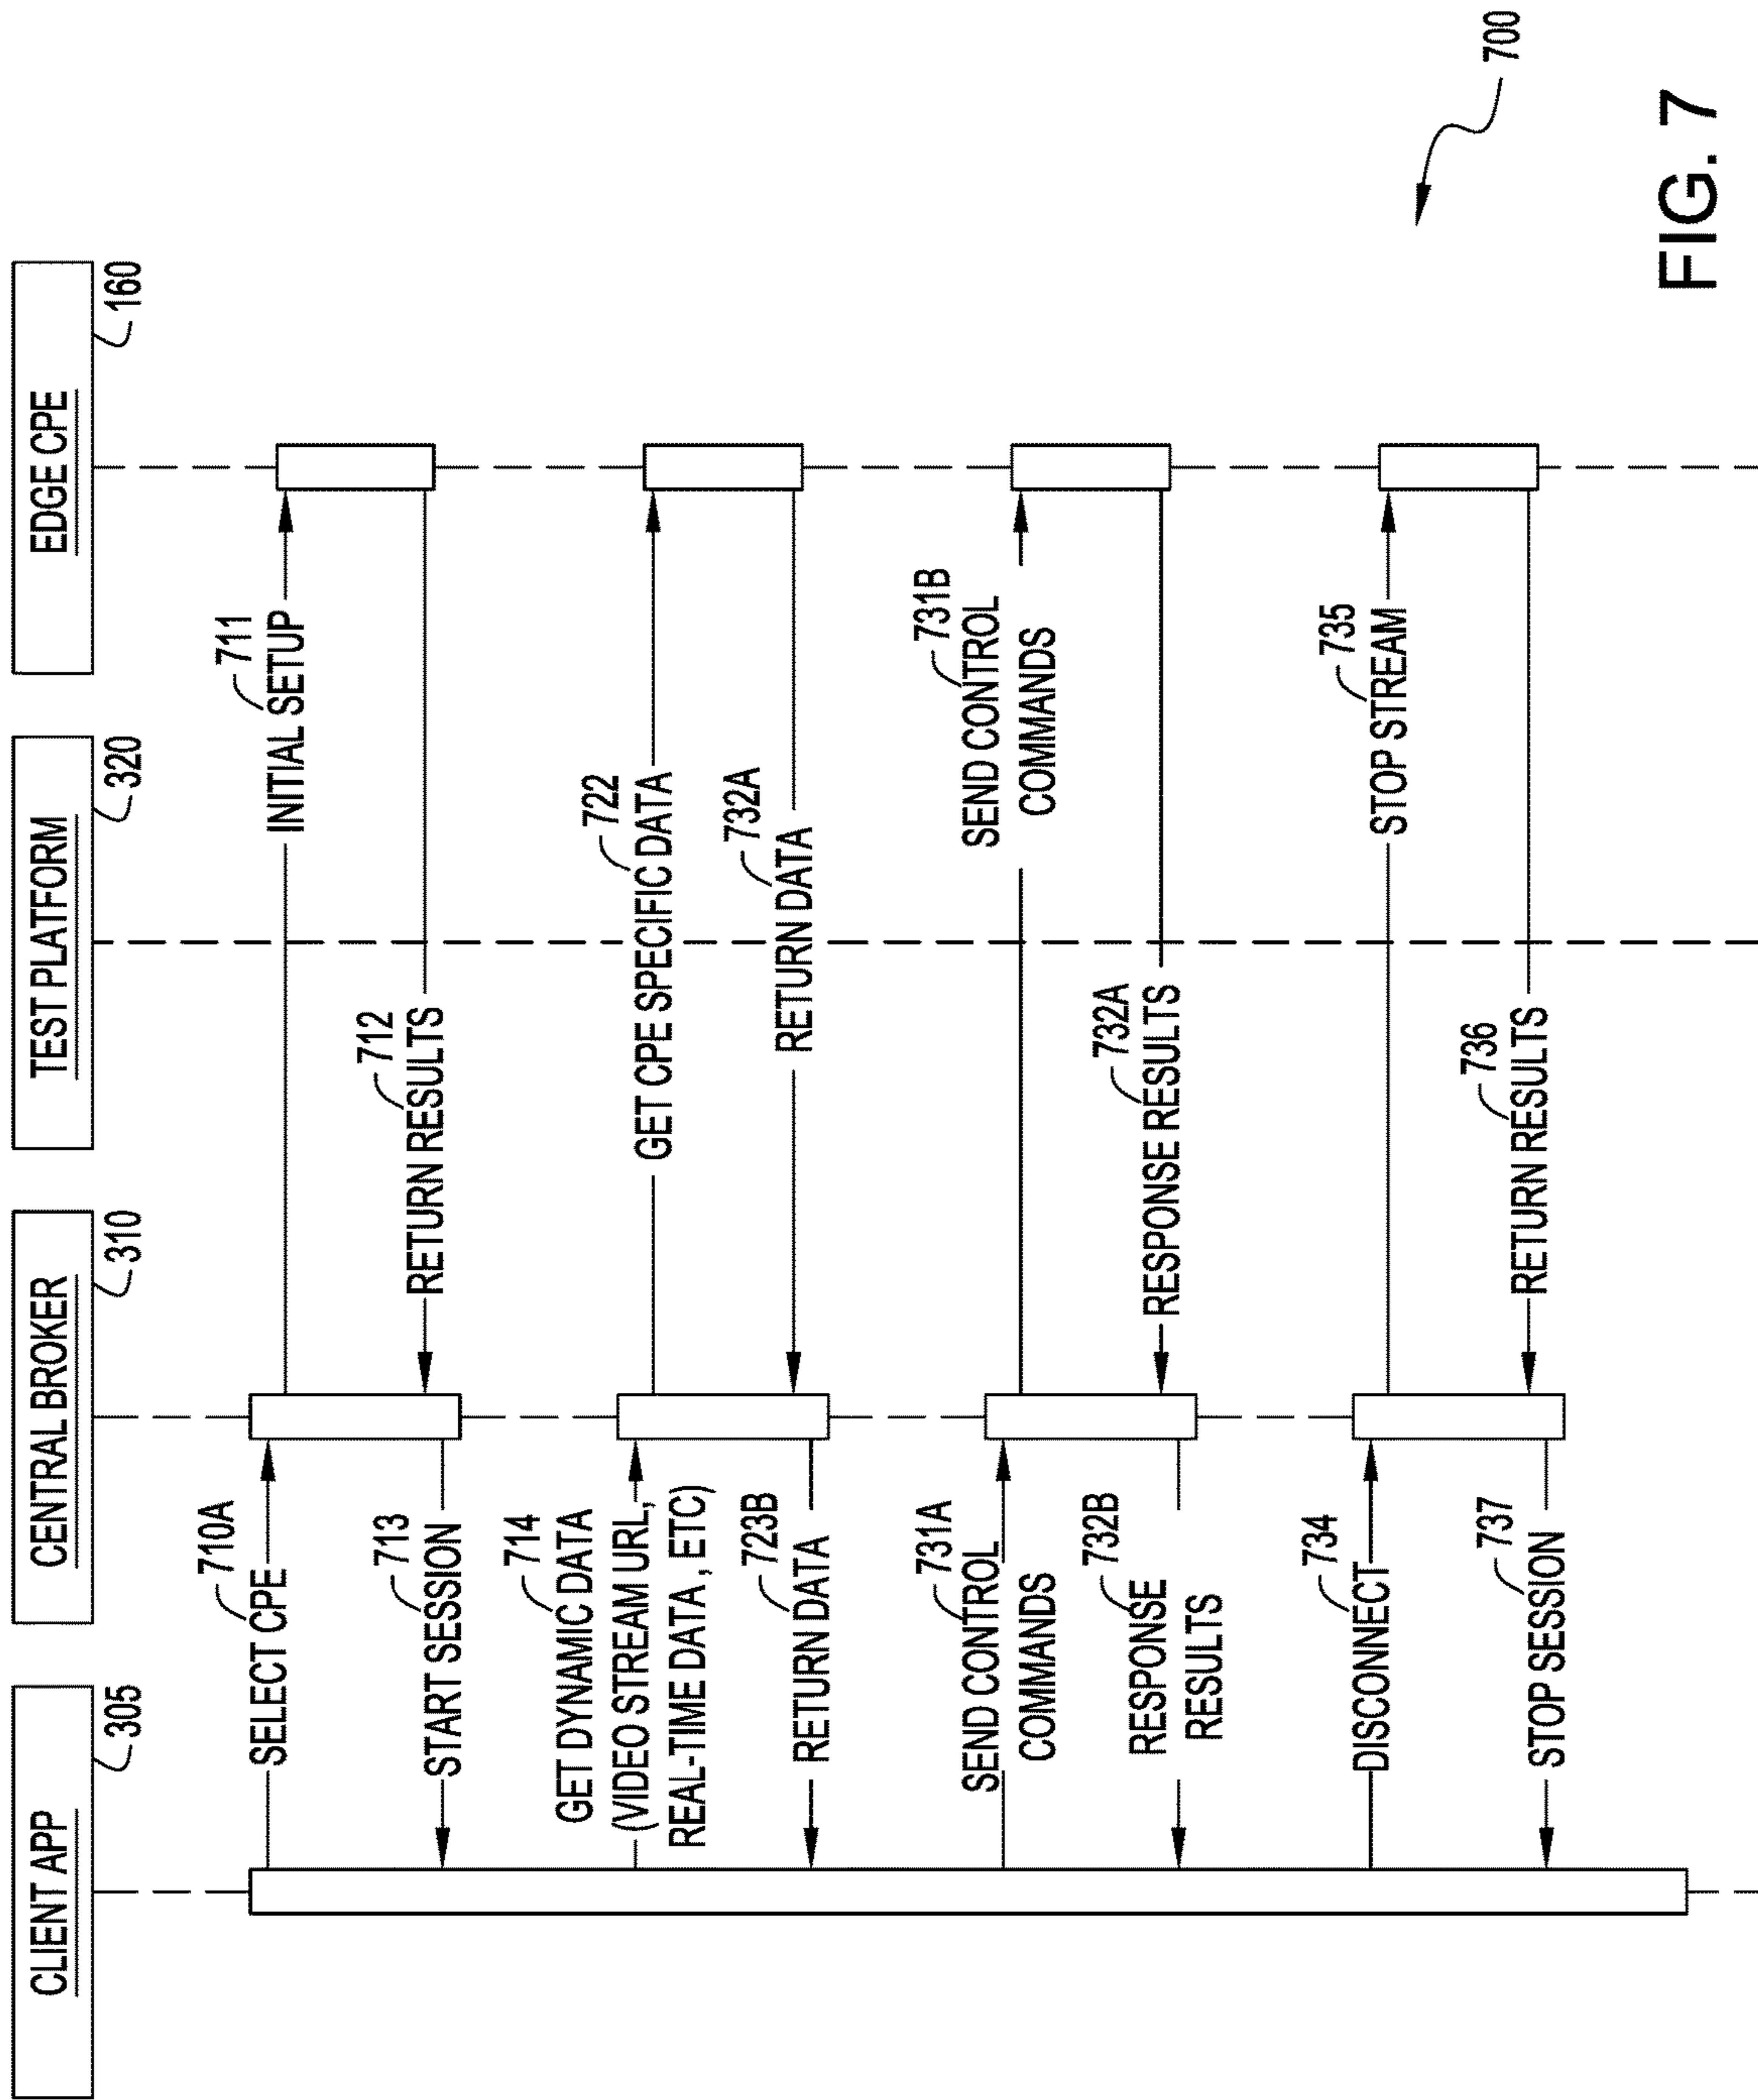 CLIENT APP
305
CENTRAL BROKER
310
TEST PLATFORM
320
EDGE CPE
160
710A
SELECT CPE
711
INITIAL SETUP
712
RETURN RESULTS
713
START SESSION
714
GET DYNAMIC DATA
(VIDEO STREAM URL,
REAL-TIME DATA, ETC)
722
GET CPE SPECIFIC DATA
732A
RETURN DATA
723B
RETURN DATA
731A
SEND CONTROL
COMMANDS
731B
SEND CONTROL
COMMANDS
732A
RESPONSE RESULTS
732B
RESPONSE
RESULTS
734
DISCONNECT
735
STOP STREAM
736
RETURN RESULTS
737
STOP SESSION
700
FIG. 7